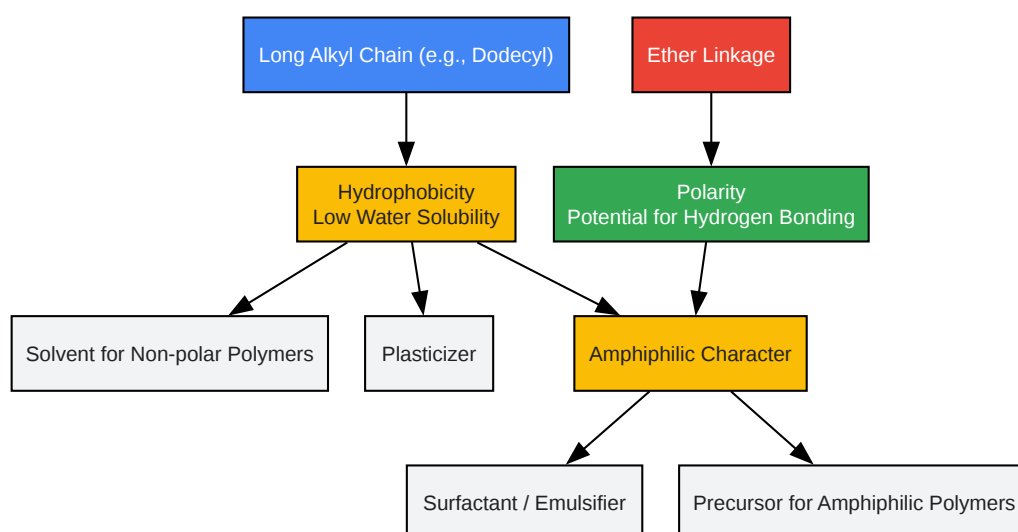 Long Alkyl Chain (e.g., Dodecyl)
Ether Linkage
Hydrophobicity
Low Water Solubility
Polarity
Potential for Hydrogen Bonding
Solvent for Non-polar Polymers
Plasticizer
Amphiphilic Character
Surfactant / Emulsifier
Precursor for Amphiphilic Polymers